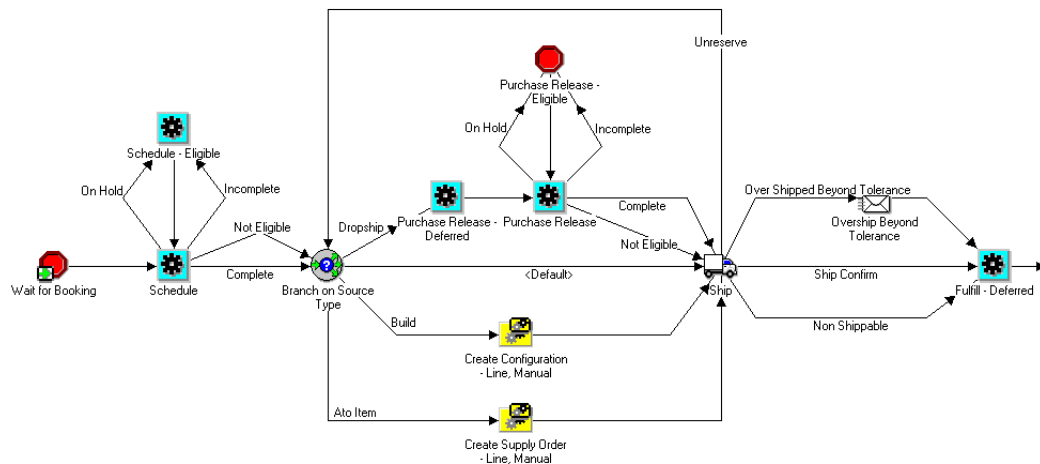 Unreserve
Purchase Release -
Eligible
On Hold
Incomplete
Schedule - Eligible
On Hold
Incomplete
Over Shipped Beyond Tolerance
Complete
Purchase Release -
Deferred
Purchase Release
Dropship
Not Eligible
Overship Beyond
Tolerance
Not Eligible
Wait for Booking
Schedule
Complete
Branch on Source
Type
<Default>
Ship
Ship Confirm
Fulfill - Deferred
Build
Non Shippable
Create Configuration
- Line, Manual
Ato Item
Create Supply Order
- Line, Manual